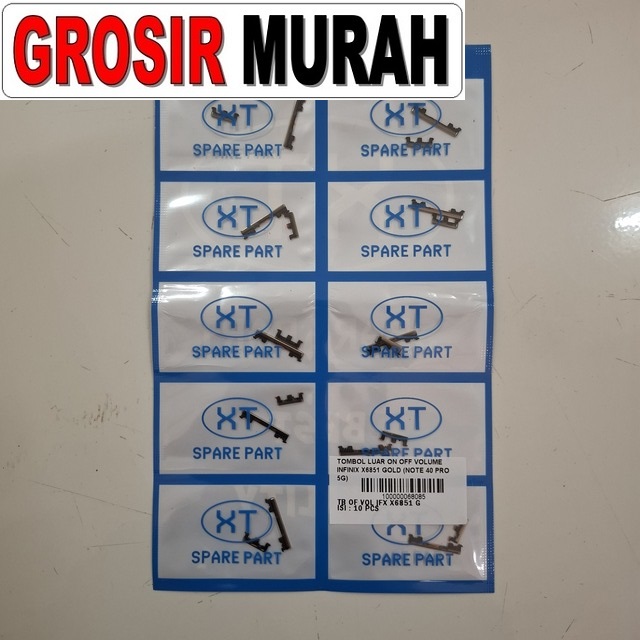 GROSIR MURAH
XT
SPARE PART
XT
SPARE PART
XT
SPARE PART
XT
SPARE PART
XT
SPARE PART
XT
SPARE PART
XT
SPARE PART
XT
TOMBOL LUAR ON OFF VOLUME
INFINIX X6851 GOLD (NOTE 40 PRO
5G)
100000068085
TB OF VOL IFX X6851 G
ISI : 10 PCS
XT
SPARE PART
SPARE PART